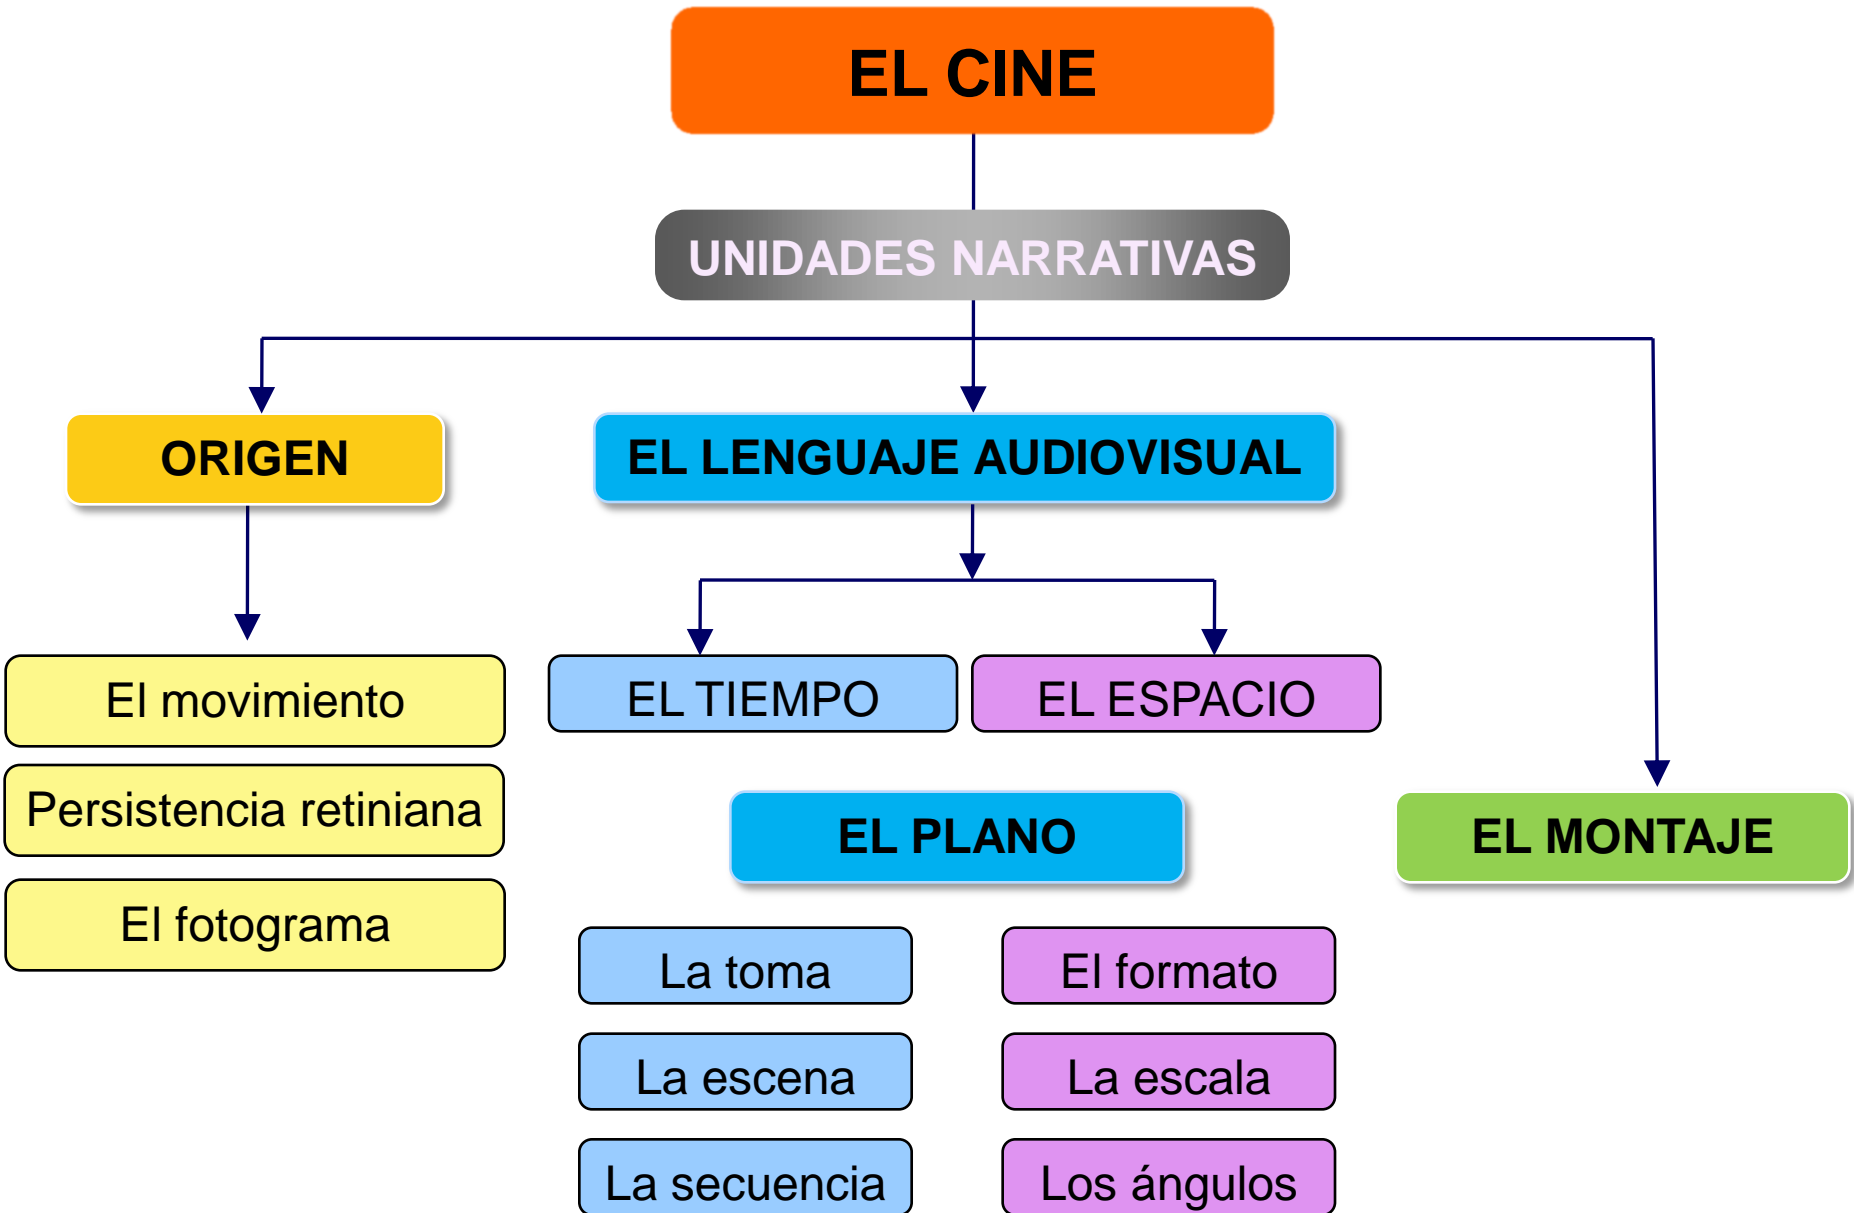 EL CINE
UNIDADES NARRATIVAS
ORIGEN
EL LENGUAJE AUDIOVISUAL
El movimiento
EL TIEMPO
EL ESPACIO
Persistencia retiniana
EL PLANO
EL MONTAJE
El fotograma
La toma
El formato
La escena
La escala
La secuencia
Los ángulos